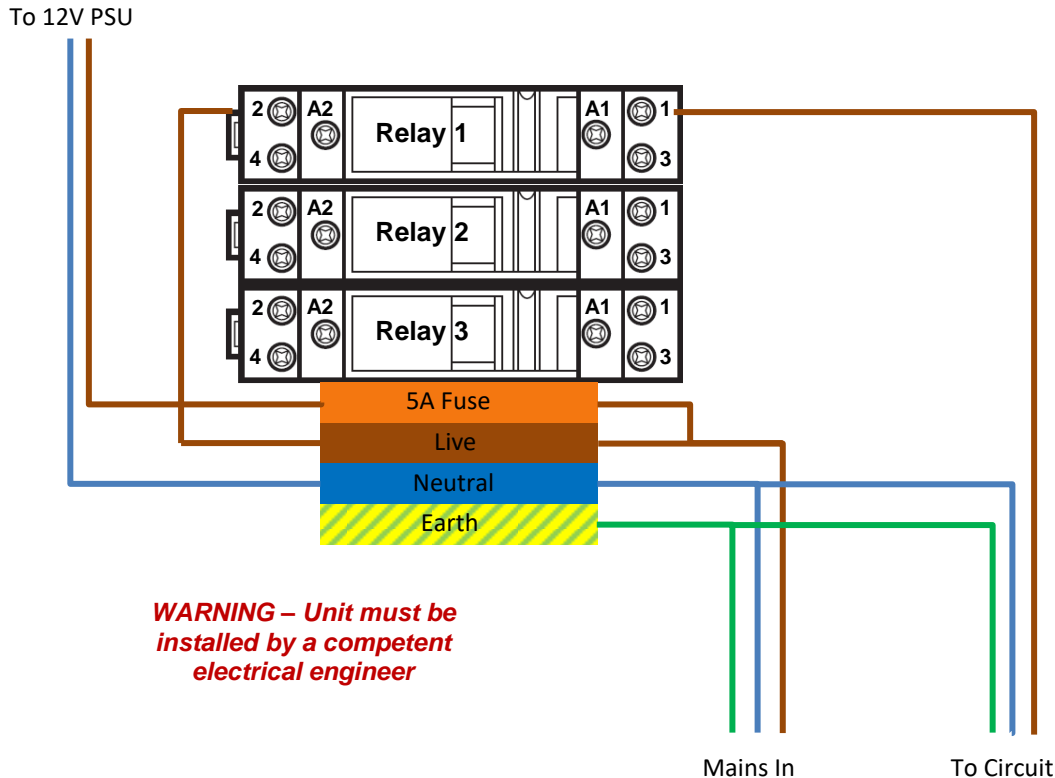 To 12V PSU
2 A2 Relay 1 A1 1
4 3
2 A2 Relay 2 A1 1
4 3
2 A2 Relay 3 A1 1
4 3
5A Fuse
Live
Neutral
Earth
WARNING – Unit must be
installed by a competent
electrical engineer
Mains In To Circuit